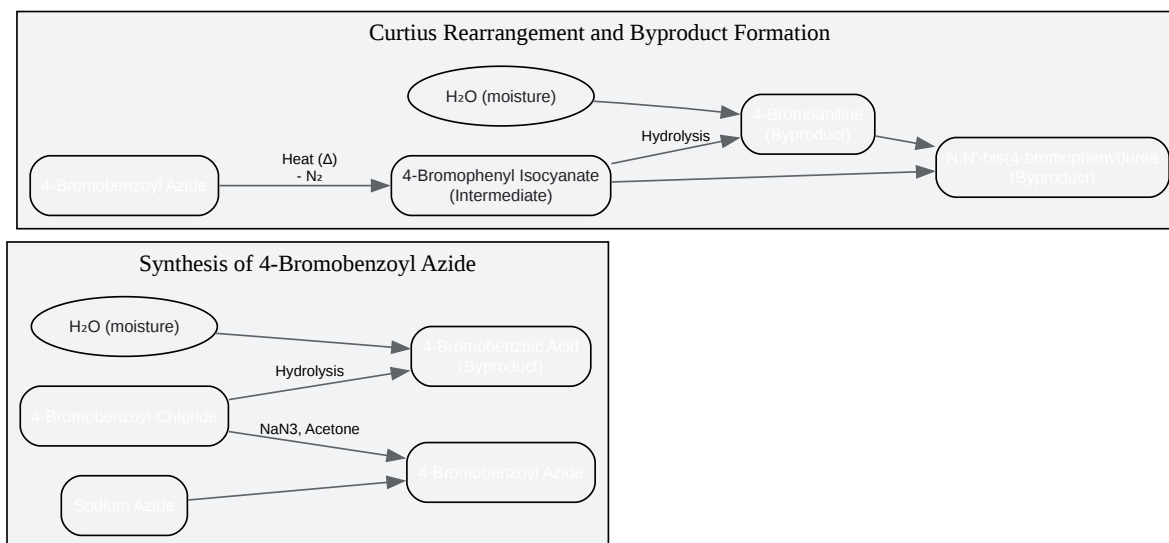 Curtius Rearrangement and Byproduct Formation
H₂O (moisture)
4-Bromoaniline
(Byproduct)
Hydrolysis
N,N'-bis(4-bromophenyl)urea
(Byproduct)
Heat (Δ)
- N₂
4-Bromobenzoyl Azide
4-Bromophenyl Isocyanate
(Intermediate)
Synthesis of 4-Bromobenzoyl Azide
H₂O (moisture)
4-Bromobenzoic Acid
(Byproduct)
Hydrolysis
4-Bromobenzoyl Chloride
NaN3, Acetone
4-Bromobenzoyl Azide
Sodium Azide